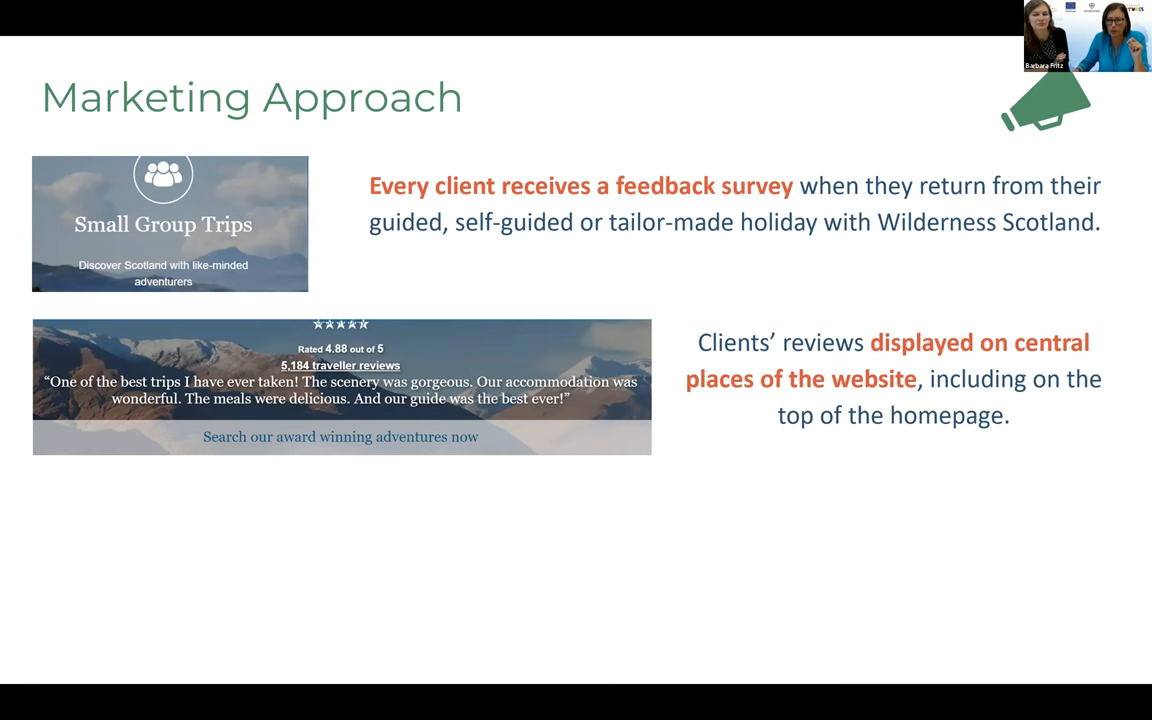 Barbara Fritz
Marketing Approach
Small Group Trips
Discover Scotland with like-minded
adventurers
Every client receives a feedback survey when they return from their
guided, self-guided or tailor-made holiday with Wilderness Scotland.
Rated 4.88 out of 5
5,184 traveller reviews
“One of the best trips I have ever taken! The scenery was gorgeous. Our accommodation was
wonderful. The meals were delicious. And our guide was the best ever!”
Search our award winning adventures now
Clients’ reviews displayed on central
places of the website, including on the
top of the homepage.